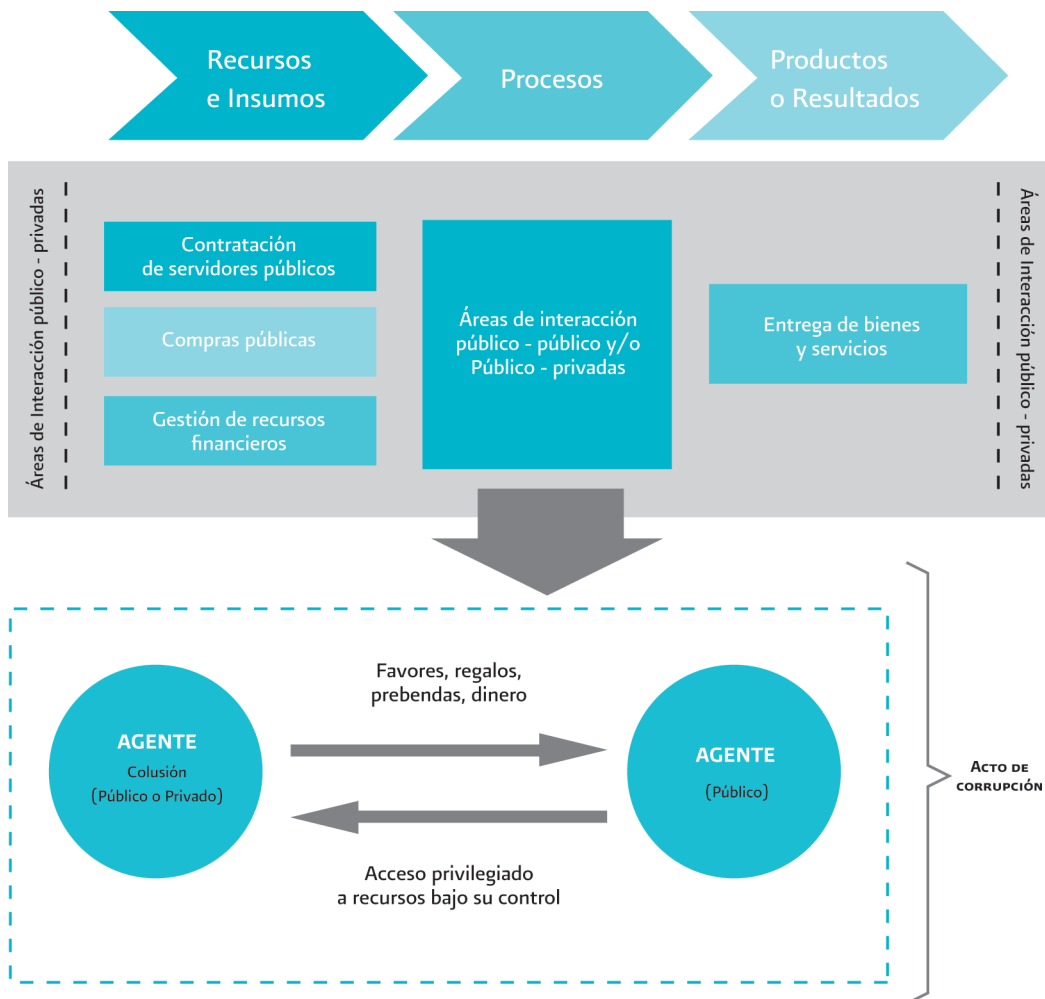 Recursos
e Insumos
Procesos
Productos
o Resultados
Áreas de Interacción público - privadas
Contratación
de servidores públicos
Compras públicas
Gestión de recursos
financieros
Áreas de interacción
público - público y/o
Público - privadas
Entrega de bienes
y servicios
Áreas de Interacción público - privadas
Favores, regalos,
prebendas, dinero
AGENTE
Colusión
(Público o Privado)
AGENTE
(Público)
Acceso privilegiado
a recursos bajo su control
Acto de
corrupción